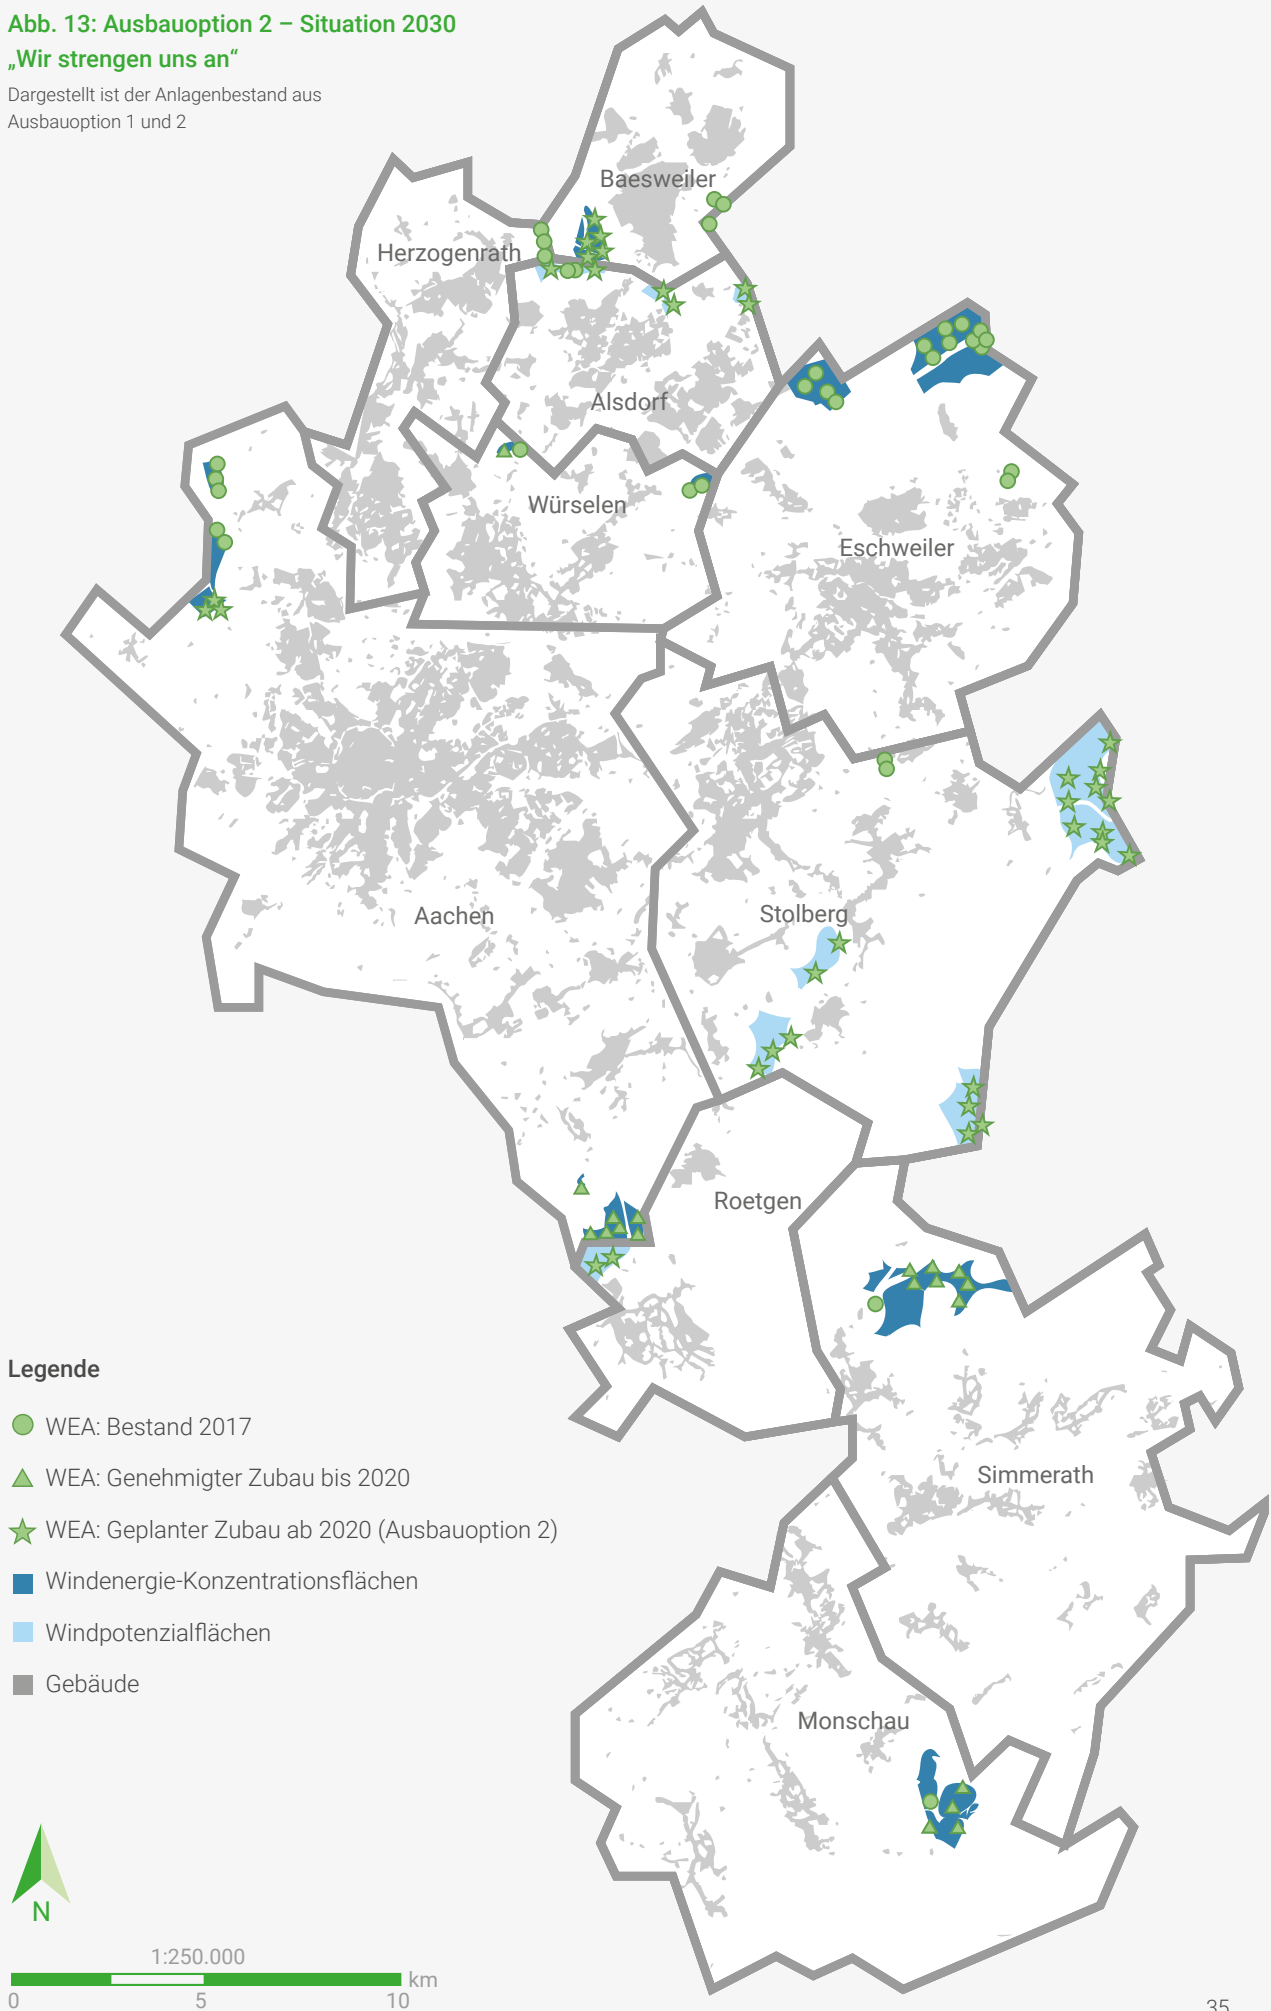 Abb. 13: Ausbauoption 2 – Situation 2030
„Wir strengen uns an“
Dargestellt ist der Anlagenbestand aus
Ausbauoption 1 und 2
Baesweiler
Herzogenrath
Alsdorf
Würselen
Eschweiler
Aachen
Stolberg
Roetgen
Simmerath
Monschau
Legende
WEA: Bestand 2017
WEA: Genehmigter Zubau bis 2020
WEA: Geplanter Zubau ab 2020 (Ausbauoption 2)
Windenergie-Konzentrationsflächen
Windpotenzialflächen
Gebäude
N
1:250.000
km
0 5 10
35